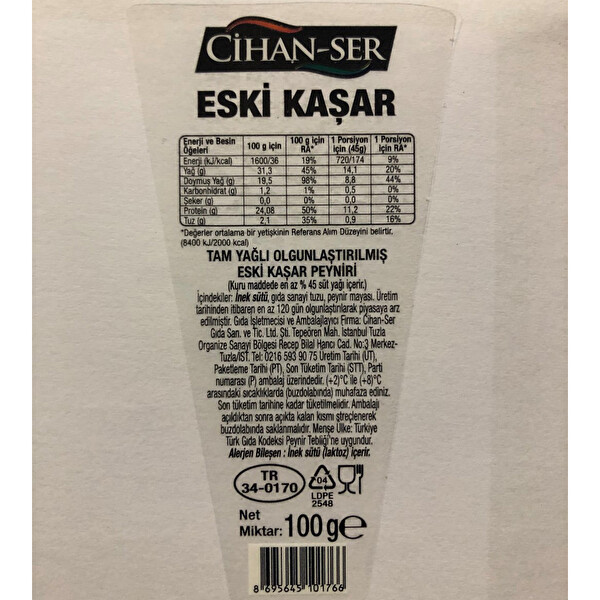 CİHAN-SER
ESKİ KAŞAR
Enerji ve Besin Öğeleri 100 g için 100 g için RA* 1 Porsiyon için (45g) 1 Porsiyon için RA*
Enerji (kJ/kcal) 1600/36 19% 720/174 9%
Yağ (g) 31,3 45% 14,1 20%
Doymuş Yağ (g) 19,5 98% 8,8 44%
Karbonhidrat (g) 1,2 1% 0,5 0%
Şeker (g) 0,0 0% 0,0 0%
Protein (g) 24,08 50% 11,2 22%
Tuz (g) 2,1 35% 0,9 16%
*Değerler ortalama bir yetişkinin Referans Alım Düzeyini belirtir.
(8400 kJ/2000 kcal)
TAM YAĞLI OLGUNLAŞTIRILMIŞ
ESKİ KAŞAR PEYNİRİ
(Kuru maddede en az % 45 süt yağı içerir.)
İçindekiler: İnek sütü, gıda sanayi tuzu, peynir mayası. Üretim
tarihinden itibaren en az 120 gün olgunlaştırılarak piyasaya arz
edilmiştir. Gıda İşletmecisi ve Ambalajlayıcı Firma: Cihan-Ser
Gıda San. ve Tic. Ltd. Şti. Tepeören Mah. İstanbul Tuzla
Organize Sanayi Bölgesi Recep Bilal Hancı Cad. No:3 Merkez-
Tuzla/İST. Tel: 0216 593 90 75 Üretim Tarihi (ÜT),
Paketleme Tarihi (PT), Son Tüketim Tarihi (STT), Parti
numarası (P) ambalaj üzerindedir. (+2)°C ile (+8)°C
arasındaki sıcaklıklarda (buzdolabında) muhafaza ediniz.
Son tüketim tarihine kadar tüketilmelidir. Ambalajı
açıldıktan sonra açıkta kalan kısmı streçlenerek
buzdolabında saklanmalıdır. Menşe Ülke: Türkiye
Türk Gıda Kodeksi Peynir Tebliği'ne uygundur.
Alerjen Bileşen : İnek sütü (laktoz) içerir.
TR
34-0170
04
LDPE
2548
Net
Miktar: 100 g e
8 695645 101766